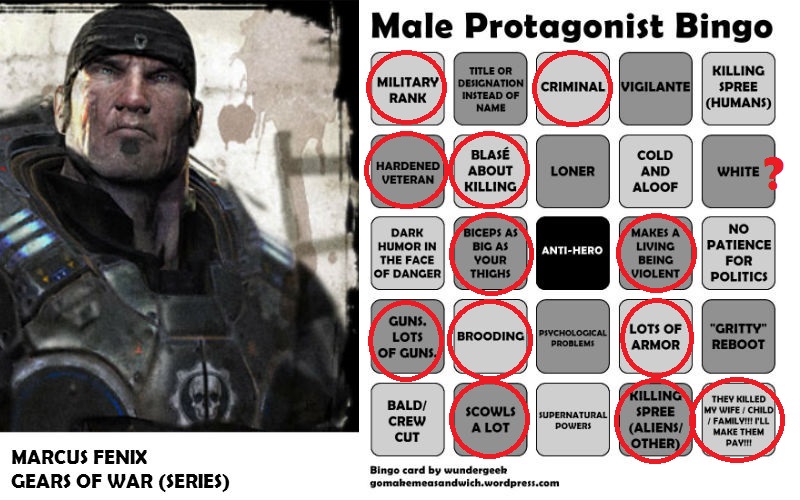 Male Protagonist Bingo
MILITARY
RANK
TITLE OR
DESIGNATION
INSTEAD OF
NAME
CRIMINAL
VIGILANTE
KILLING
SPREE
(HUMANS)
HARDENED
VETERAN
BLASÉ
ABOUT
KILLING
LONER
COLD
AND
ALOOF
WHITE
?
DARK
HUMOR IN
THE FACE
OF DANGER
BICEPS AS
BIG AS
YOUR
THIGHS
ANTI-HERO
MAKES A
LIVING
BEING
VIOLENT
NO
PATIENCE
FOR
POLITICS
GUNS.
LOTS
OF GUNS.
BROODING
PSYCHOLOGICAL
PROBLEMS
LOTS OF
ARMOR
"GRITTY"
REBOOT
BALD/
CREW
CUT
SCOWLS
A LOT
SUPERNATURAL
POWERS
KILLING
SPREE
(ALIENS/
OTHER)
THEY KILLED
MY WIFE / CHILD
/ FAMILY!!! I'LL
MAKE THEM
PAY!!!
MARCUS FENIX
GEARS OF WAR (SERIES)
Bingo card by wundergeek
gomakemeasandwich.wordpress.com